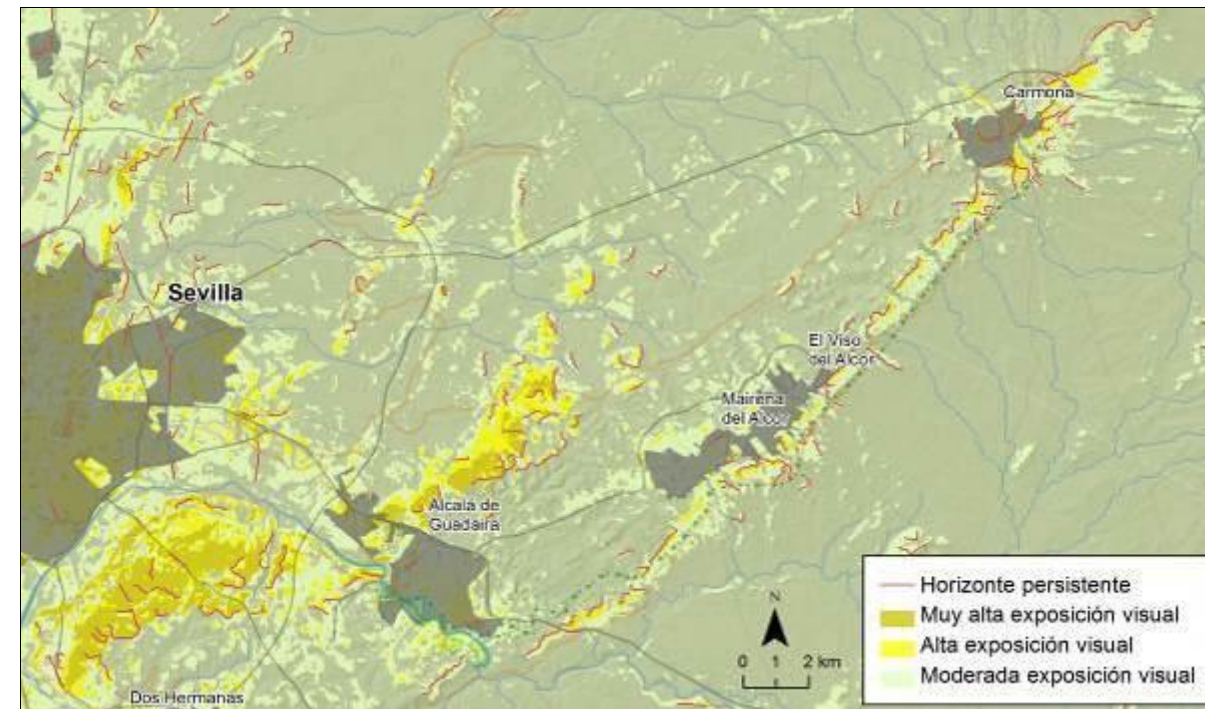 Carmona
Sevilla
El Viso
del Alcor
Mairena
del Alcor
Alcalá de
Guadaira
Dos Hermanas
N
0 1 2 km
Horizonte persistente
Muy alta exposición visual
Alta exposición visual
Moderada exposición visual